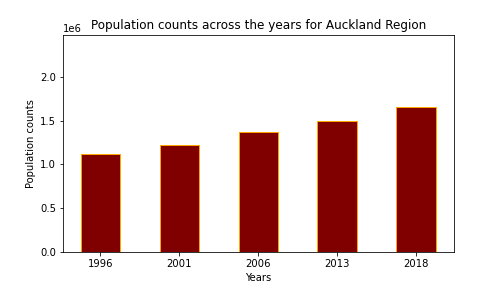 Population counts across the years for Auckland Region
1e6
2.0
1.5
1.0
0.5
0.0
Population counts
1996 2001 2006 2013 2018
Years